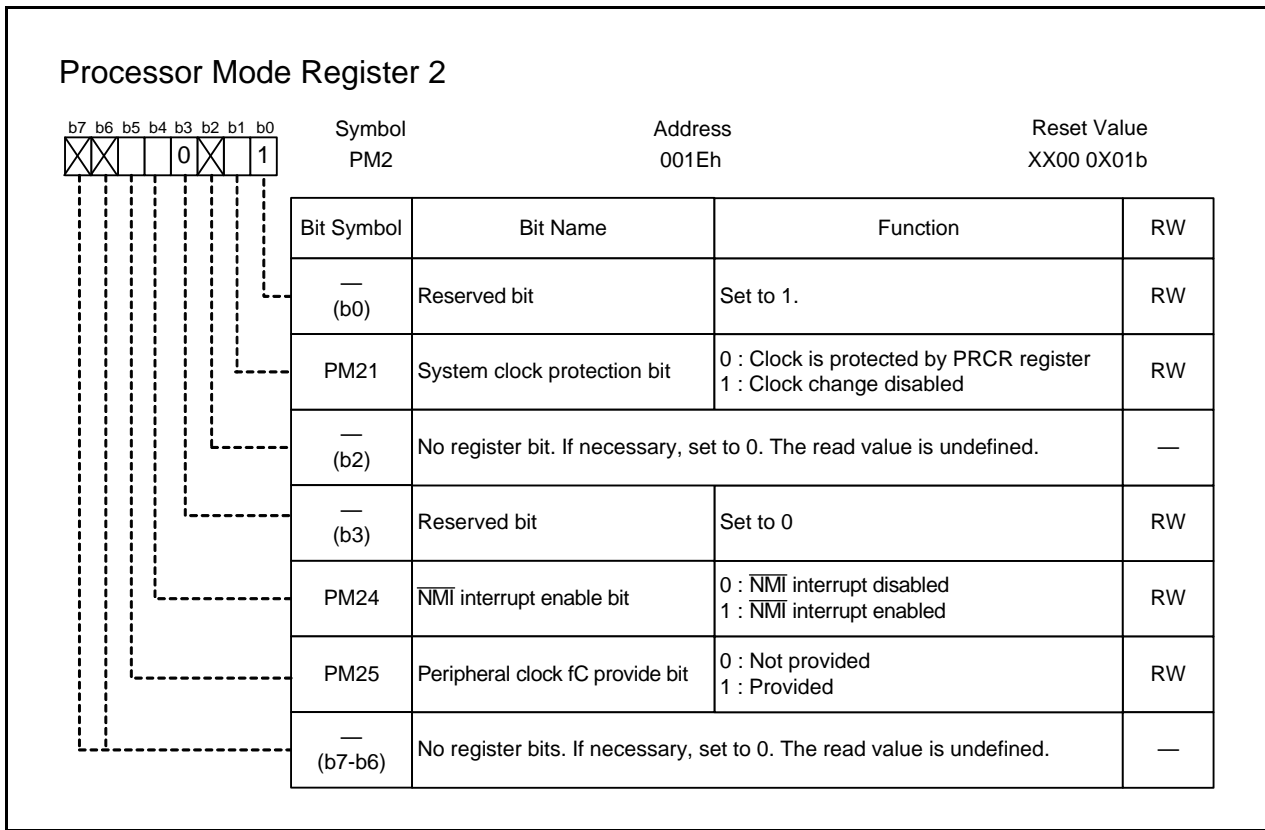 Processor Mode Register 2
b7 b6 b5 b4 b3 b2 b1 b0
0 1
Symbol Address Reset Value
PM2 001Eh XX00 0X01b
Bit Symbol Bit Name Function RW
—
(b0) Reserved bit Set to 1. RW
PM21 System clock protection bit 0 : Clock is protected by PRCR register
1 : Clock change disabled RW
—
(b2) No register bit. If necessary, set to 0. The read value is undefined. —
—
(b3) Reserved bit Set to 0 RW
PM24 N̅M̅I̅ interrupt enable bit 0 : N̅M̅I̅ interrupt disabled
1 : N̅M̅I̅ interrupt enabled RW
PM25 Peripheral clock fC provide bit 0 : Not provided
1 : Provided RW
—
(b7-b6) No register bits. If necessary, set to 0. The read value is undefined. —